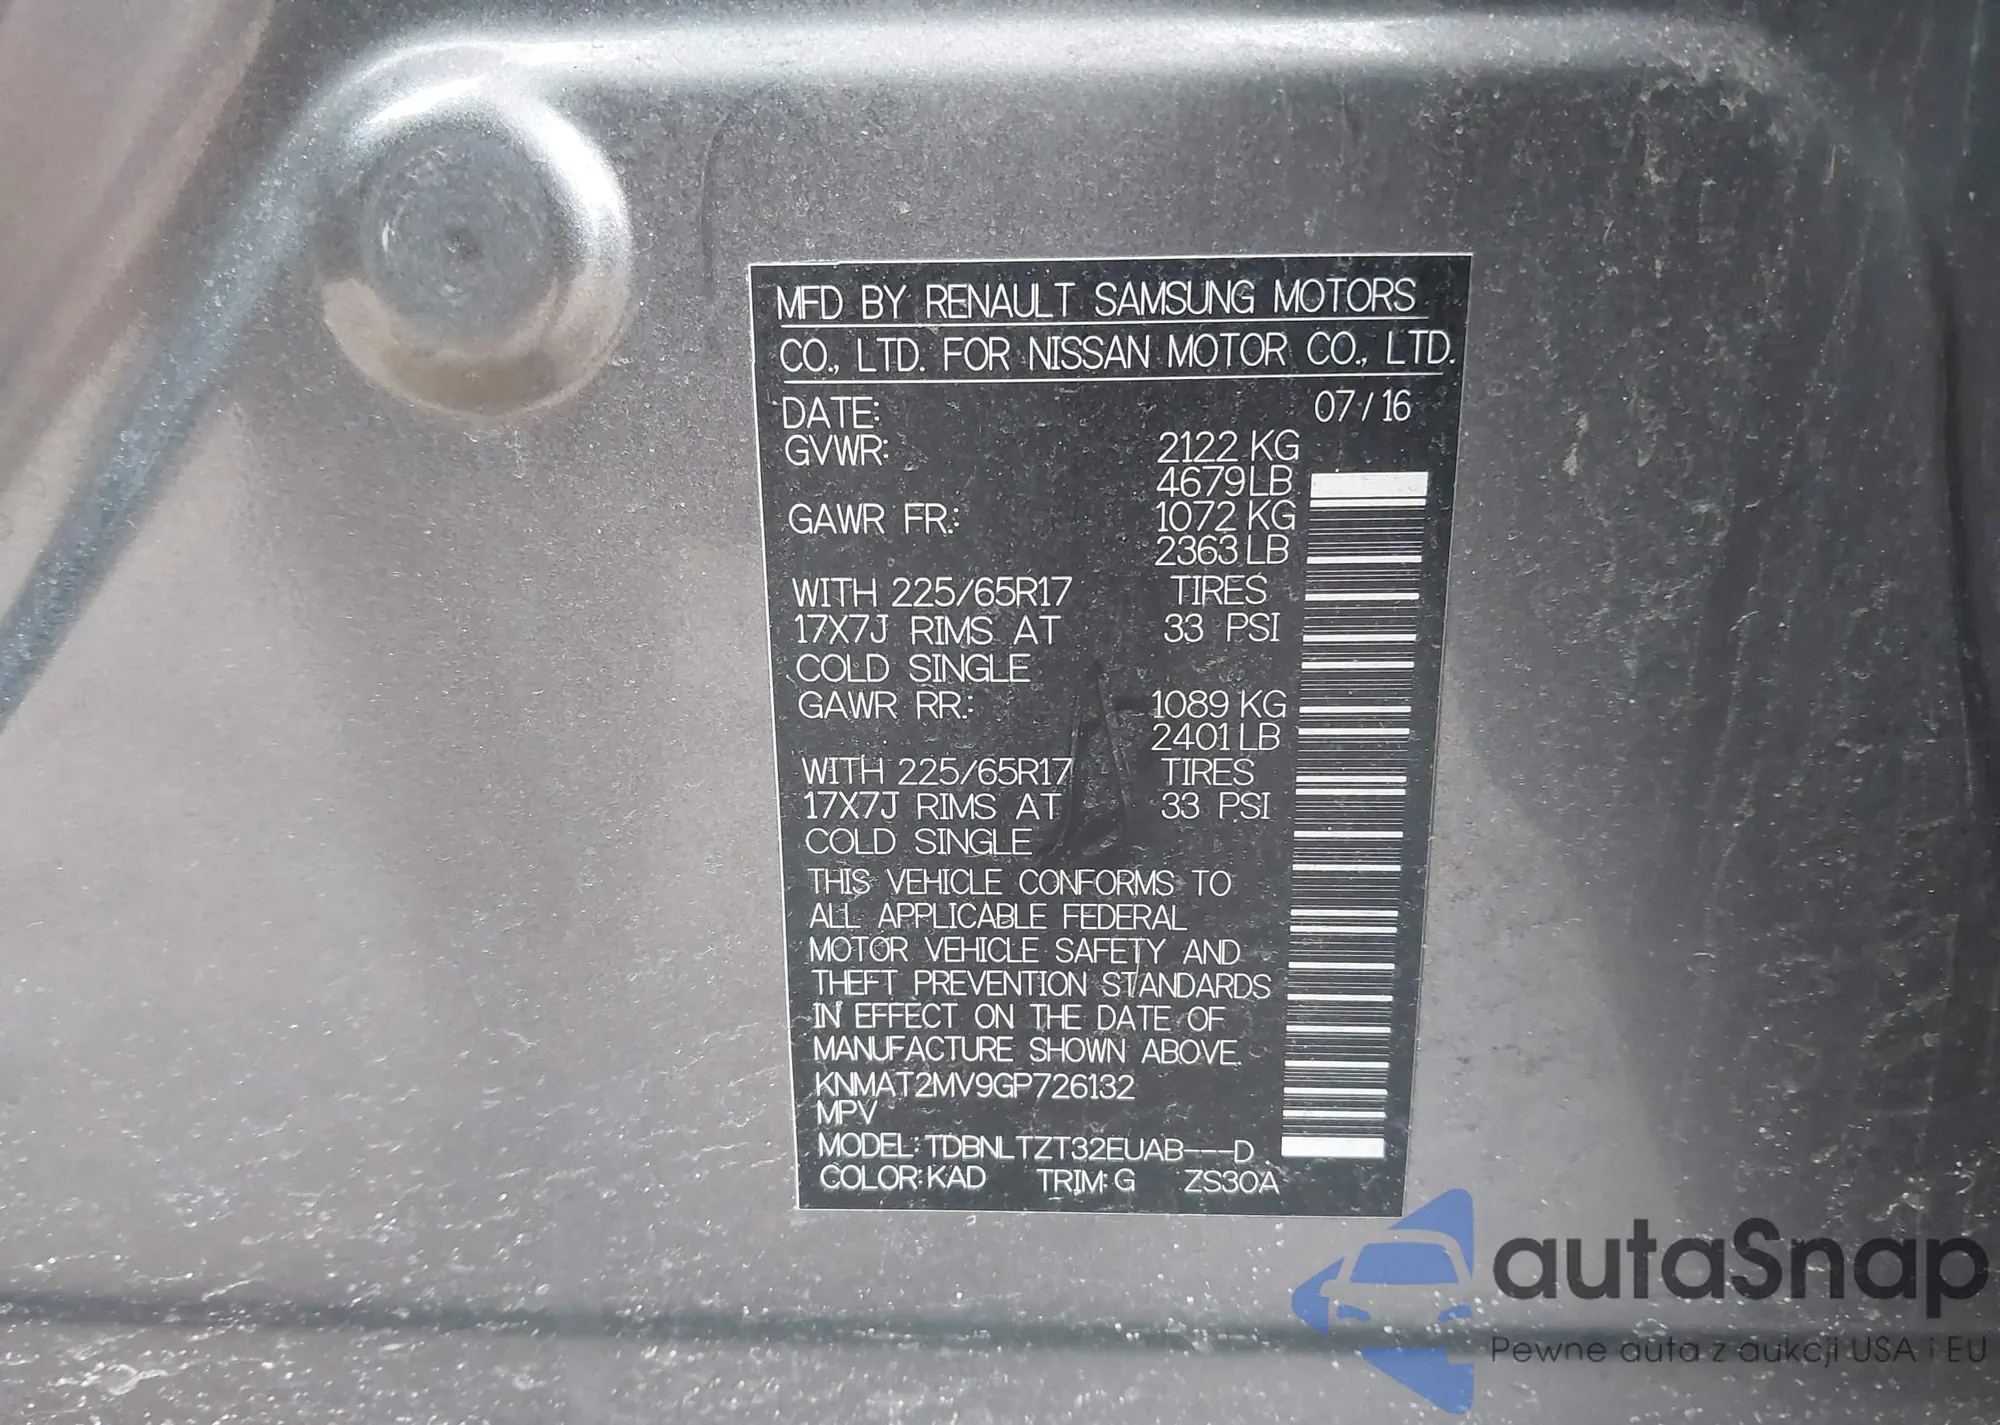 MFD BY RENAULT SAMSUNG MOTORS
CO., LTD. FOR NISSAN MOTOR CO., LTD.
DATE: 07/16
GVWR: 2122 KG
4679 LB
GAWR FR.: 1072 KG
2363 LB
WITH 225/65R17 TIRES
17X7J RIMS AT 33 PSI
COLD SINGLE
GAWR RR.: 1089 KG
2401 LB
WITH 225/65R17 TIRES
17X7J RIMS AT 33 PSI
COLD SINGLE
THIS VEHICLE CONFORMS TO
ALL APPLICABLE FEDERAL
MOTOR VEHICLE SAFETY AND
THEFT PREVENTION STANDARDS
IN EFFECT ON THE DATE OF
MANUFACTURE SHOWN ABOVE.
KNMAT2MV9GP726132
MPV
MODEL: TDBNLTZT32EUAB---D
COLOR: KAD TRIM: G ZS30A
autaSnap
Pewne auta z aukcji USA i EU